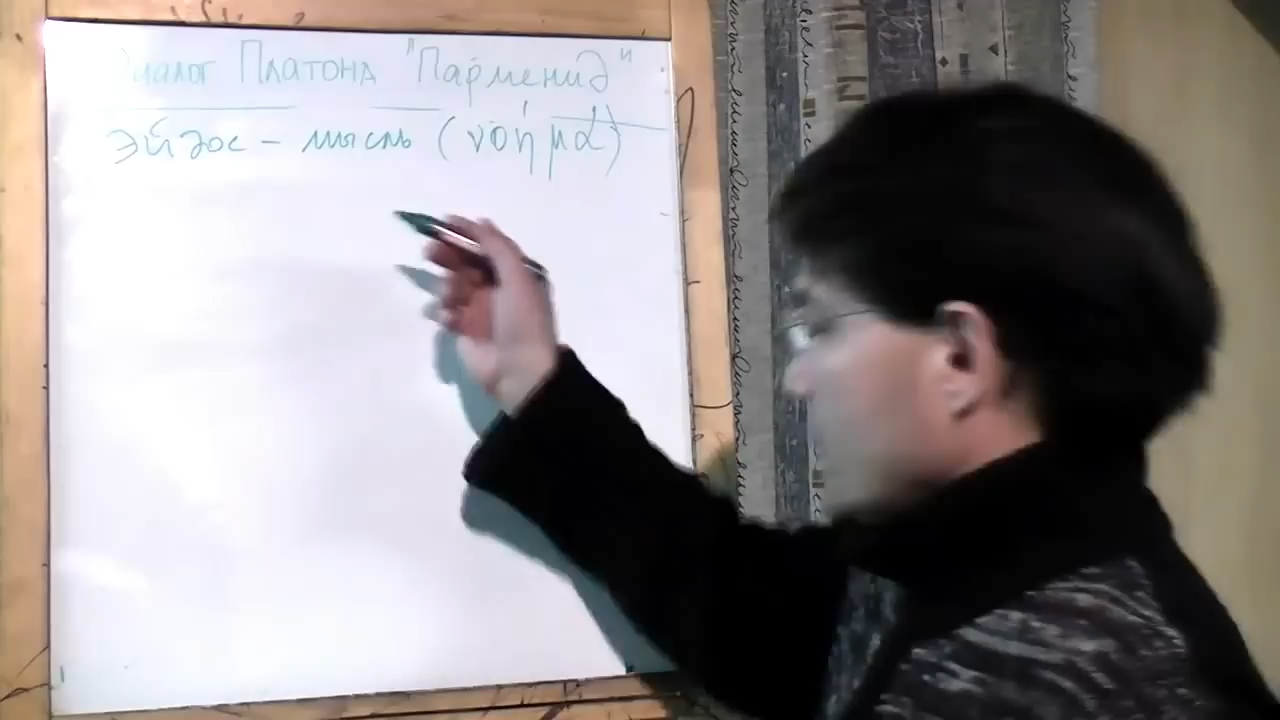 Диалог Платона "Парменид"
эйдос - мысль (νόημα)